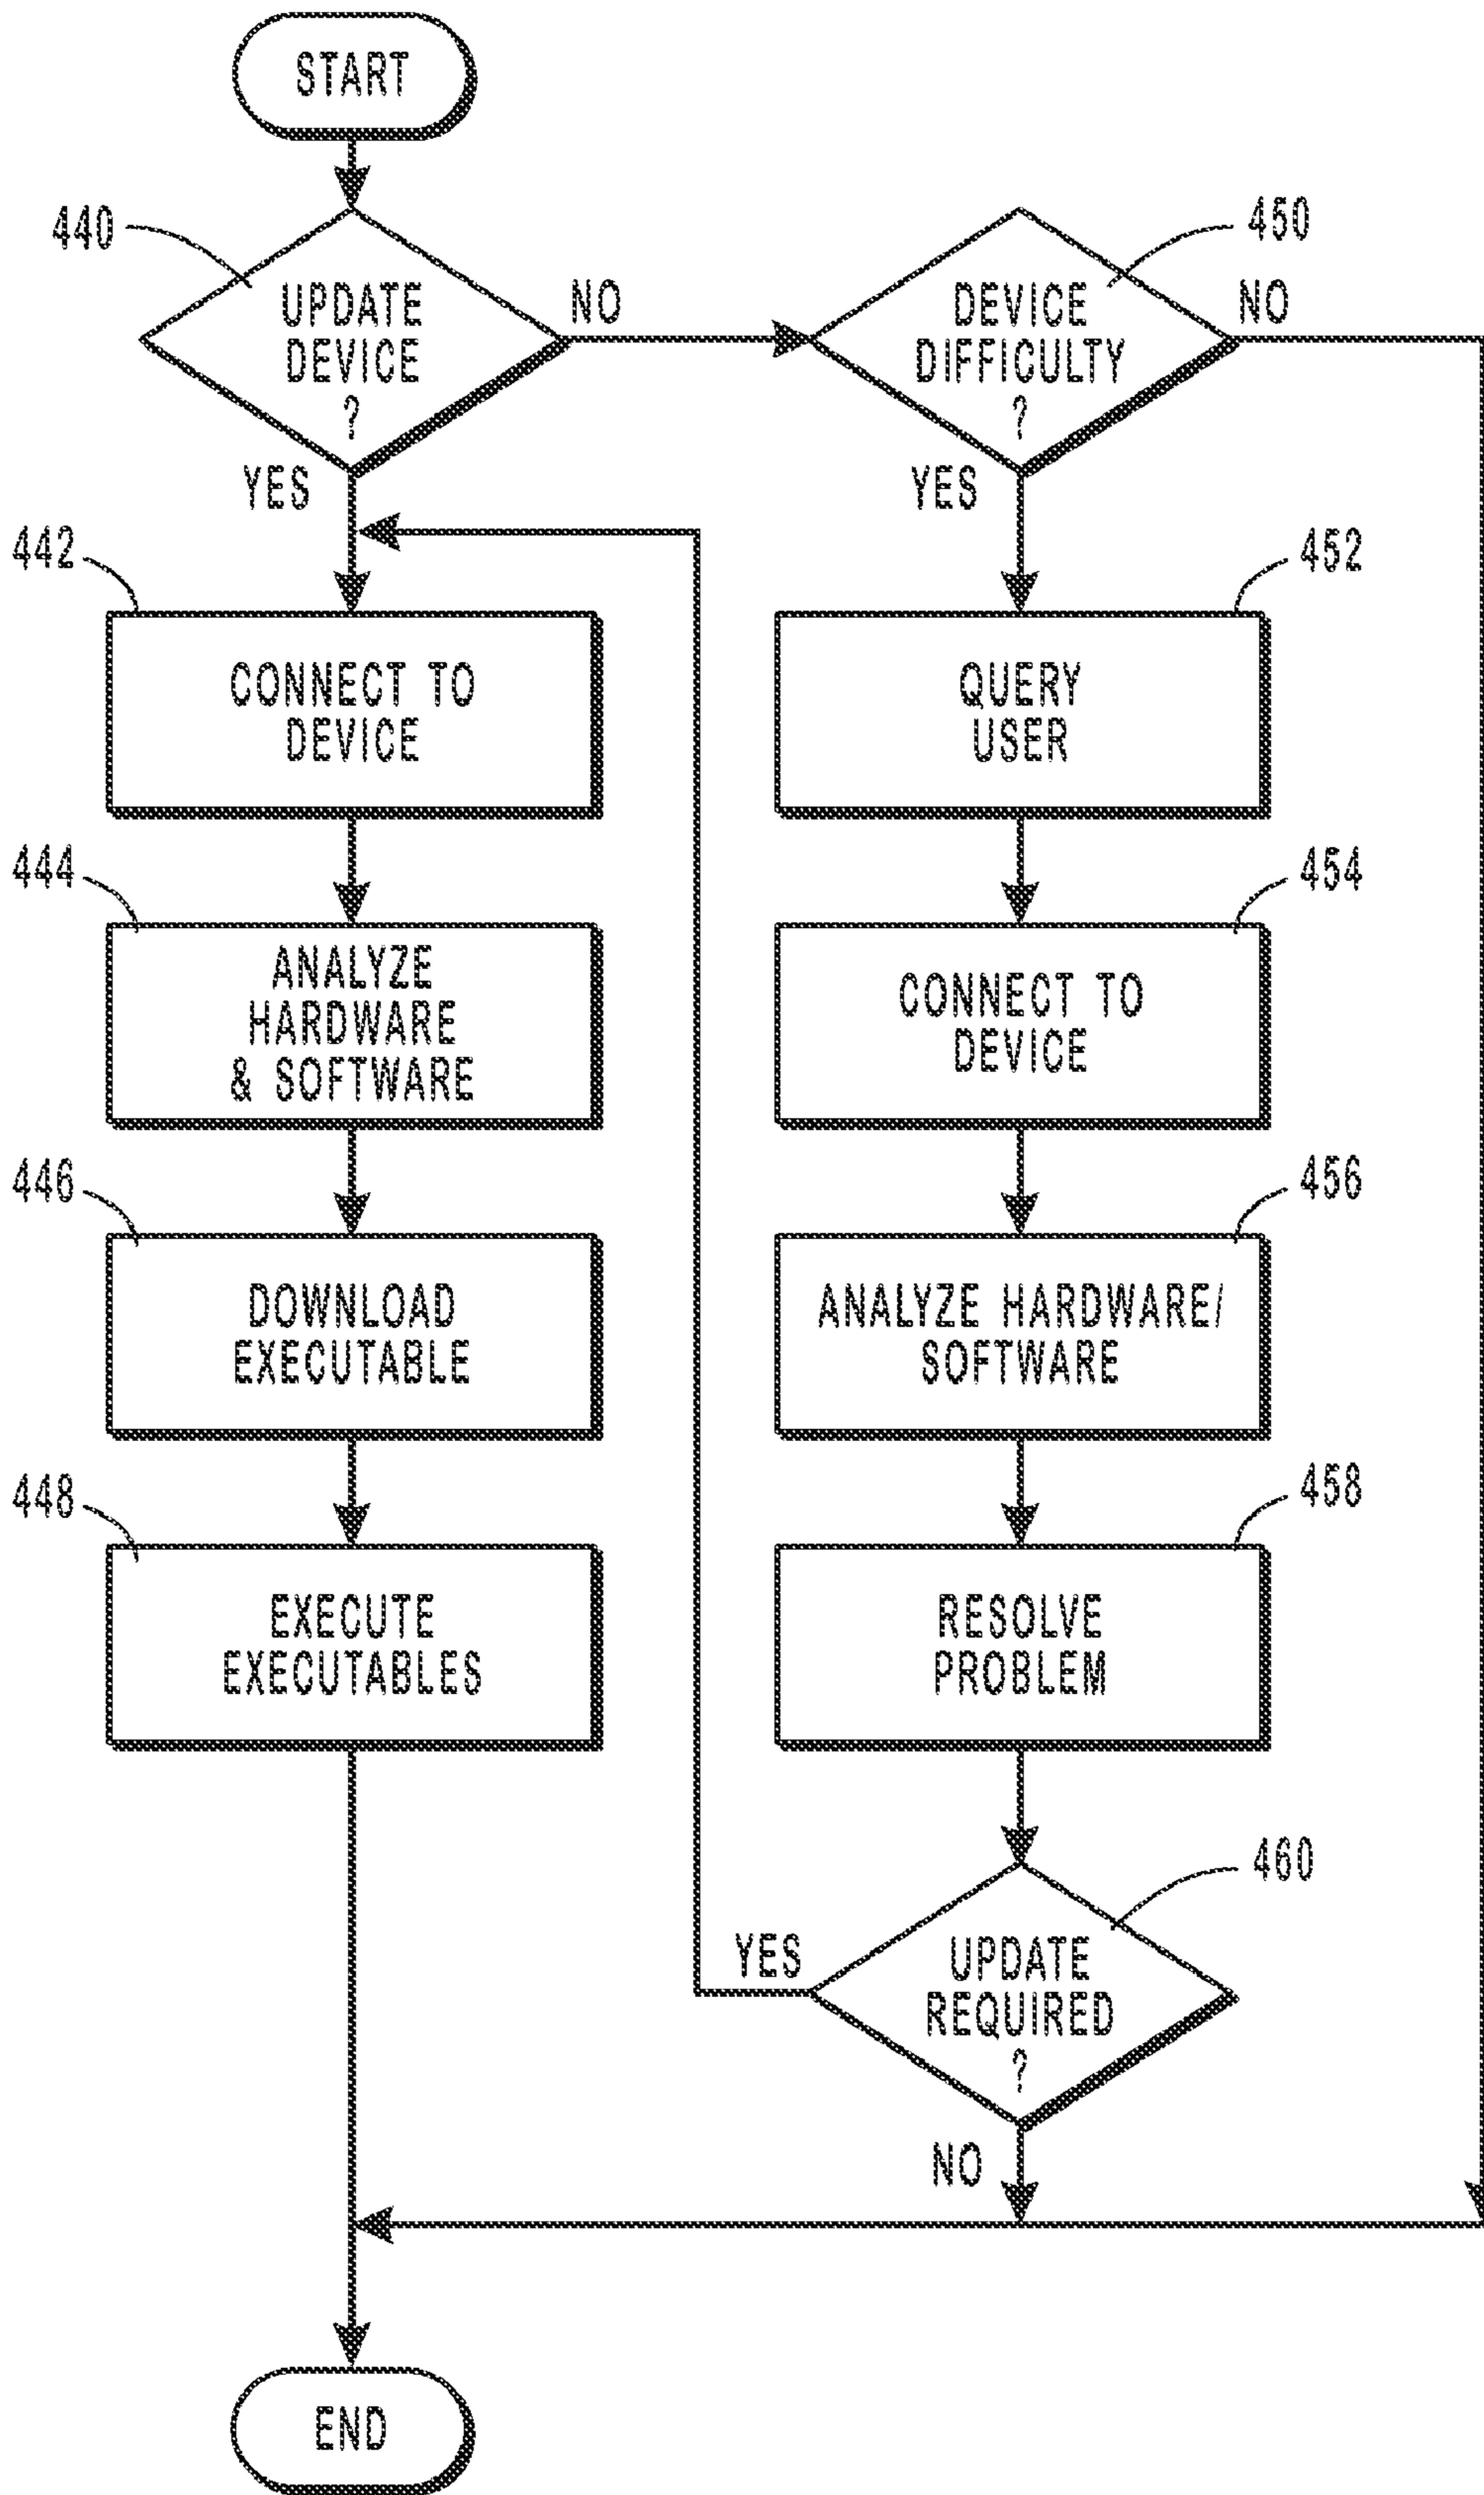 START
440
UPDATE
DEVICE
?
NO
YES
450
DEVICE
DIFFICULTY
?
NO
YES
442
CONNECT TO
DEVICE
452
QUERY
USER
444
ANALYZE
HARDWARE
& SOFTWARE
454
CONNECT TO
DEVICE
446
DOWNLOAD
EXECUTABLE
456
ANALYZE HARDWARE/
SOFTWARE
448
EXECUTE
EXECUTABLES
458
RESOLVE
PROBLEM
460
UPDATE
REQUIRED
?
YES
NO
END